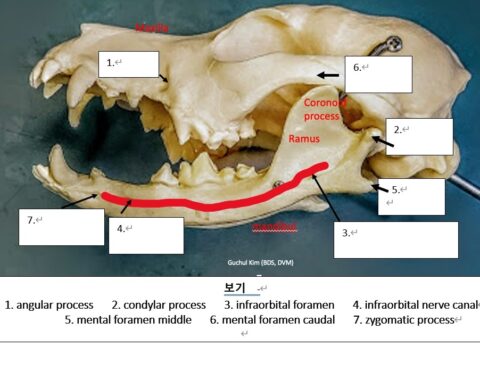 Maxilla
1.
6.
Coronoid process
Ramus
2.
5.
7.
4.
3.
Guchul Kim (BDS, DVM)
보기
1. angular process 2. condylar process 3. infraorbital foramen 4. infraorbital nerve canal
5. mental foramen middle 6. mental foramen caudal 7. zygomatic process